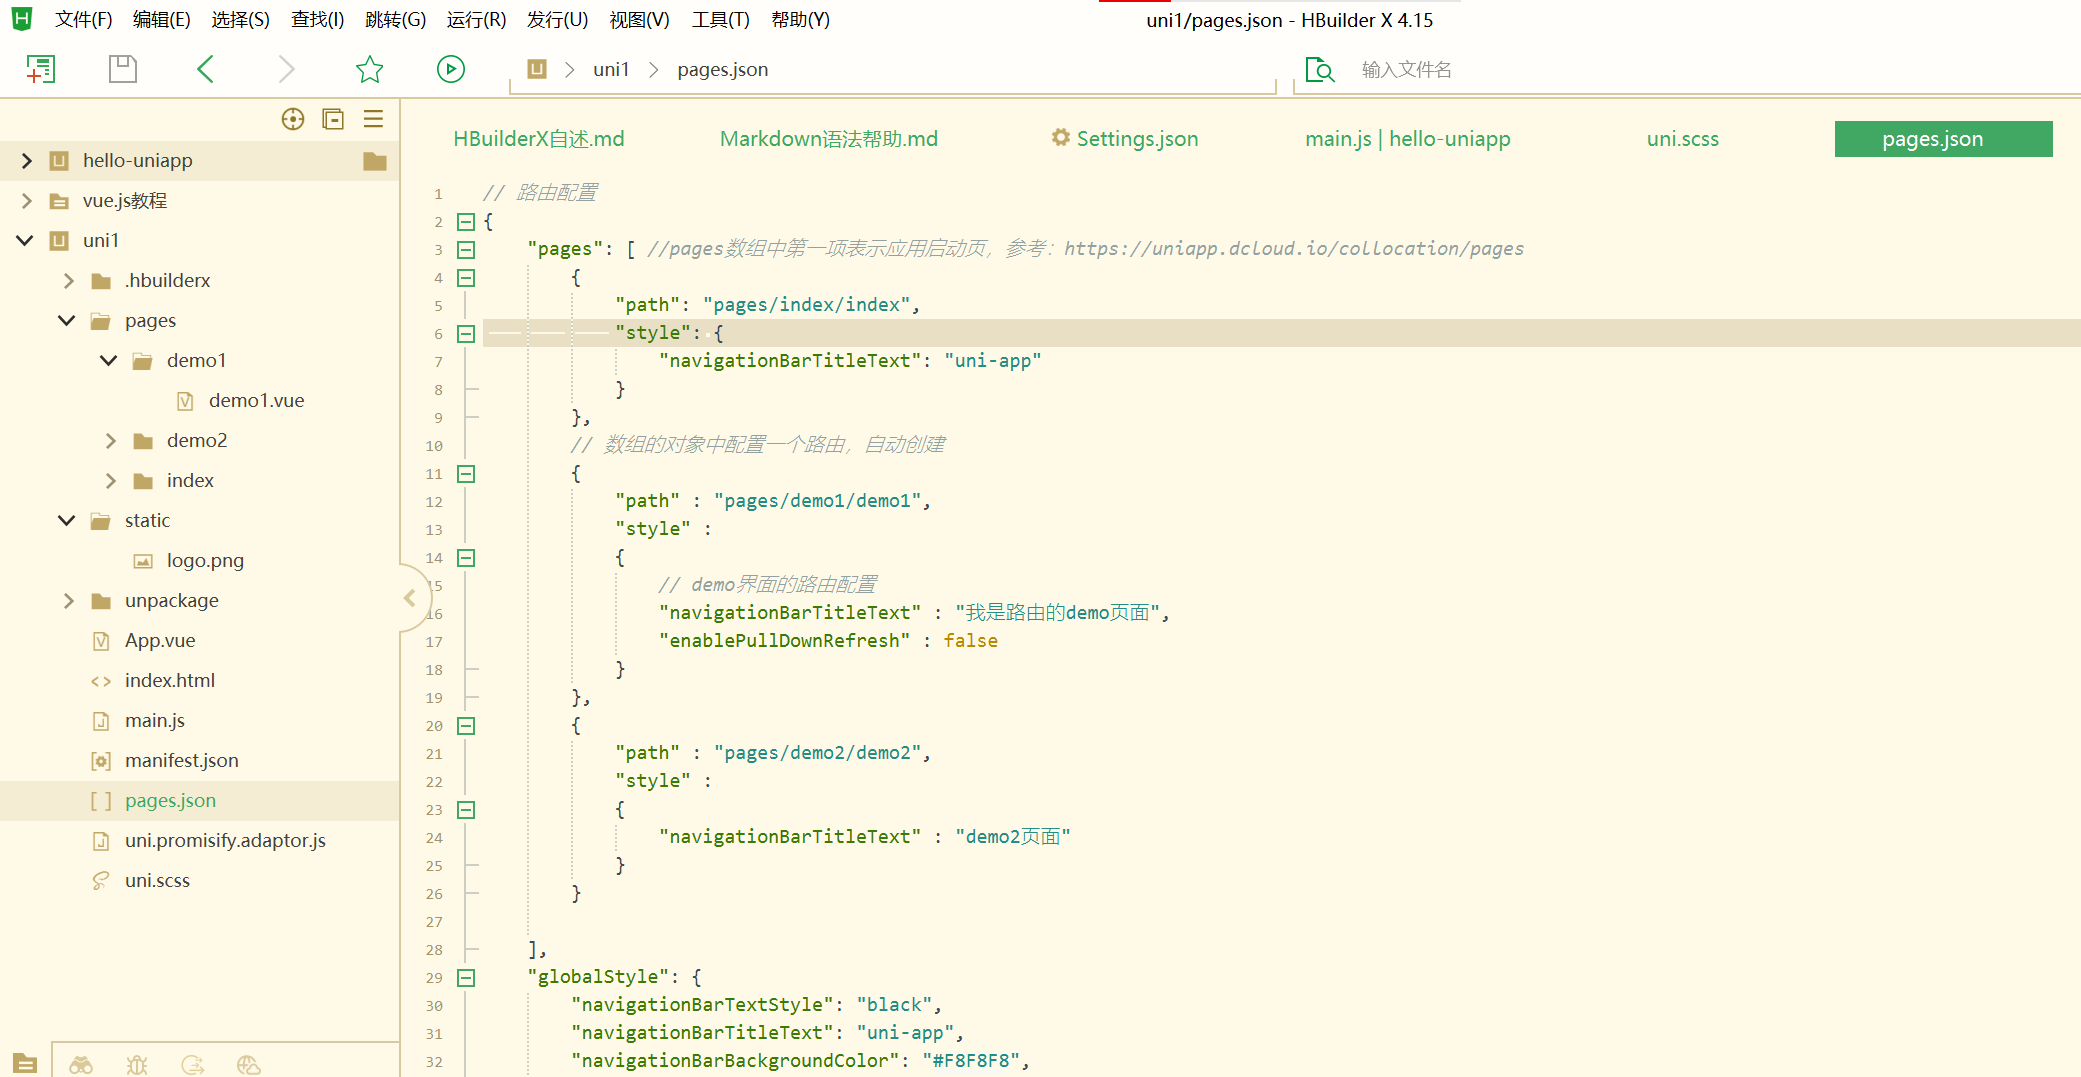 文件(F) 编辑(E) 选择(S) 查找(I) 跳转(G) 运行(R) 发行(U) 视图(V) 工具(T) 帮助(Y)
uni1/pages.json - HBuilder X 4.15
uni1 pages.json
输入文件名
hello-uniapp
vue.js教程
uni1
.hbuilderx
pages
demo1
demo1.vue
demo2
index
static
logo.png
unpackage
App.vue
index.html
main.js
manifest.json
pages.json
uni.promisify.adaptor.js
uni.scss
HBuilderX自述.md Markdown语法帮助.md Settings.json main.js | hello-uniapp uni.scss pages.json
1 // 路由配置
2 {
3 "pages": [ //pages数组中第一项表示应用启动页，参考：https://uniapp.dcloud.io/collocation/pages
4 {
5 "path": "pages/index/index",
6 "style": {
7 "navigationBarTitleText": "uni-app"
8 }
9 },
10 // 数组的对象中配置一个路由，自动创建
11 {
12 "path" : "pages/demo1/demo1",
13 "style" :
14 {
15 // demo界面的路由配置
16 "navigationBarTitleText" : "我是路由的demo页面",
17 "enablePullDownRefresh" : false
18 }
19 },
20 {
21 "path" : "pages/demo2/demo2",
22 "style" :
23 {
24 "navigationBarTitleText" : "demo2页面"
25 }
26 }
27
28 ],
29 "globalStyle": {
30 "navigationBarTextStyle": "black",
31 "navigationBarTitleText": "uni-app",
32 "navigationBarBackgroundColor": "#F8F8F8",